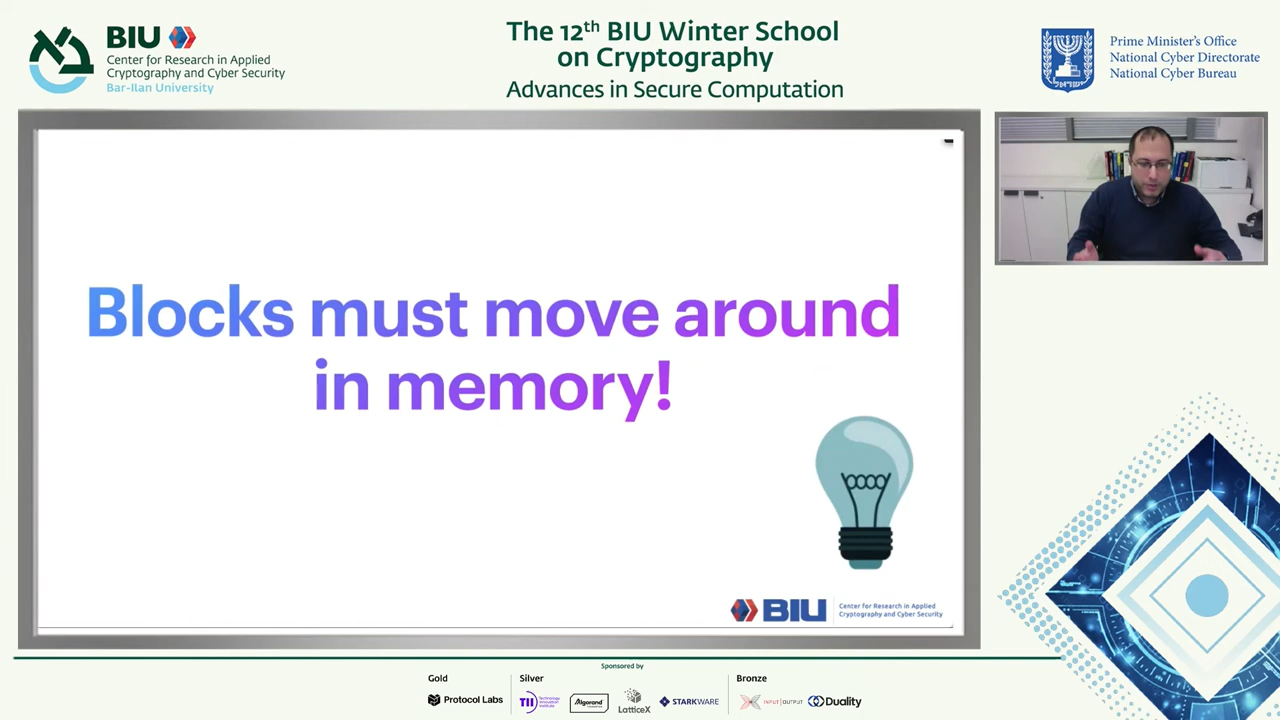 BIU
Center for Research in Applied
Cryptography and Cyber Security
Bar-Ilan University
The 12th BIU Winter School
on Cryptography
Advances in Secure Computation
Prime Minister's Office
National Cyber Directorate
National Cyber Bureau
Blocks must move around
in memory!
BIU
Center for Research in Applied
Cryptography and Cyber Security
Sponsored by
Gold
Protocol Labs
Silver
TII Technology Innovation Institute
Algorand
LatticeX
STARKWARE
Bronze
INPUT | OUTPUT
Duality